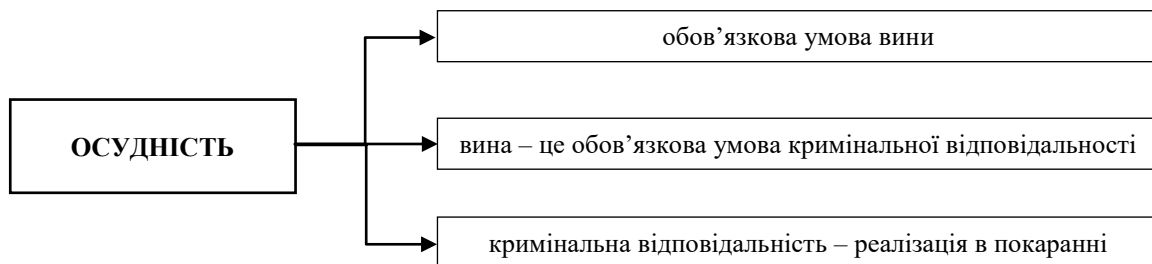 обов’язкова умова вини
ОСУДНІСТЬ
вина – це обов’язкова умова кримінальної відповідальності
кримінальна відповідальність – реалізація в покаранні